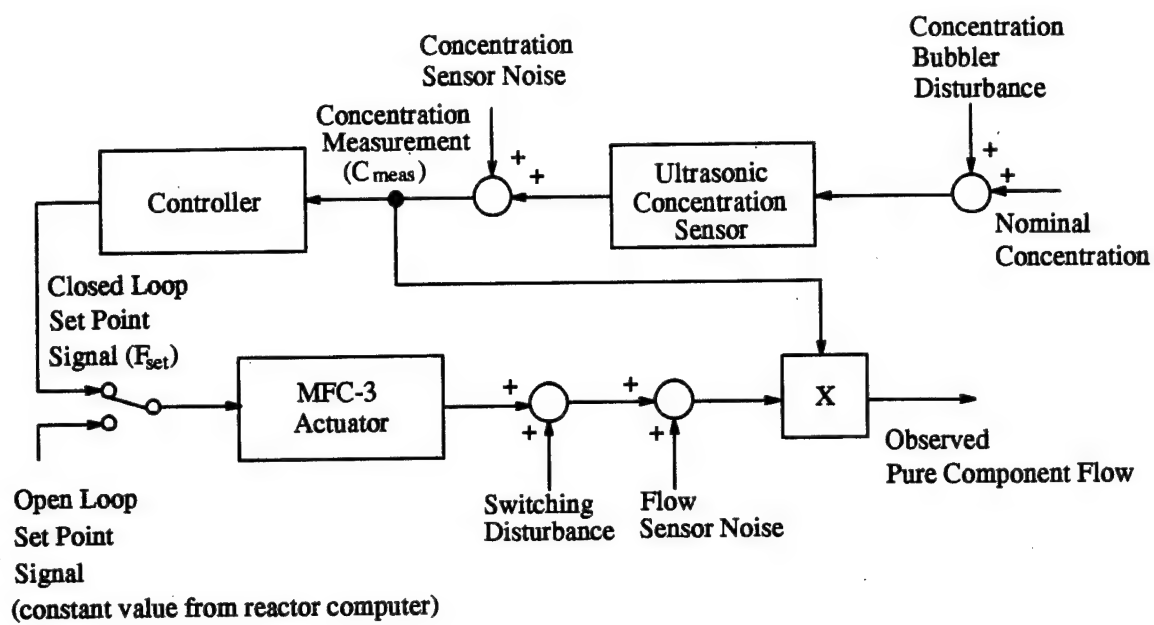 Concentration
Sensor Noise
Concentration
Bubbler
Disturbance
Concentration
Measurement
(C meas)
+
+
+
+
Controller
Ultrasonic
Concentration
Sensor
Nominal
Concentration
Closed Loop
Set Point
Signal (Fset)
MFC-3
Actuator
+
+
+
+
X
Observed
Pure Component Flow
Switching
Disturbance
Flow
Sensor Noise
Open Loop
Set Point
Signal
(constant value from reactor computer)